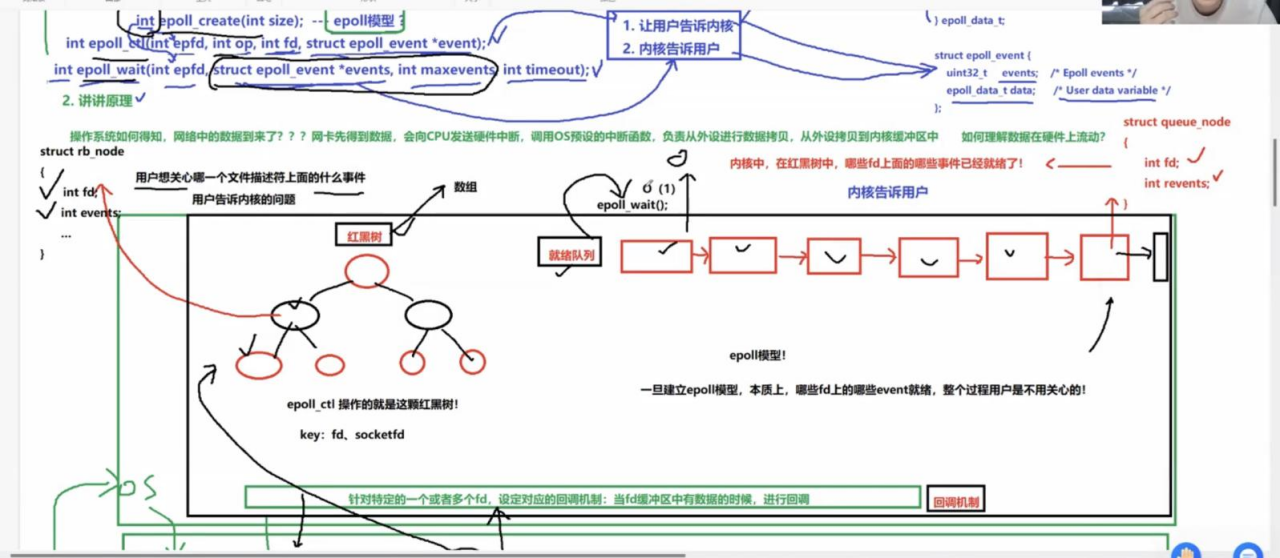 int epoll_create(int size); --- epoll模型？
int epoll_ctl(int epfd, int op, int fd, struct epoll_event *event);
int epoll_wait(int epfd, struct epoll_event *events, int maxevents, int timeout);
1. 让用户告诉内核
2. 内核告诉用户
} epoll_data_t;
struct epoll_event {
uint32_t events; /* Epoll events */
epoll_data_t data; /* User data variable */
};
2. 讲讲原理
操作系统如何得知，网络中的数据到来了？？？网卡先得到数据，会向CPU发送硬件中断，调用OS预设的中断函数，负责从外设进行数据拷贝，从外设拷贝到内核缓冲区中 如何理解数据在硬件上流动？
struct rb_node
{
int fd;
int events;
...
}
用户想关心哪一个文件描述符上面的什么事件
用户告诉内核的问题
数组
O（1）
epoll_wait();
内核中，在红黑树中，哪些fd上面的哪些事件已经就绪了！
内核告诉用户
struct queue_node
{
int fd;
int revents;
}
红黑树
就绪队列
epoll模型！
一旦建立epoll模型，本质上，哪些fd上的哪些event就绪，整个过程用户是不用关心的！
epoll_ctl 操作的就是这颗红黑树！
key：fd、socketfd
OS
针对特定的一个或者多个fd，设定对应的回调机制：当fd缓冲区中有数据的时候，进行回调
回调机制